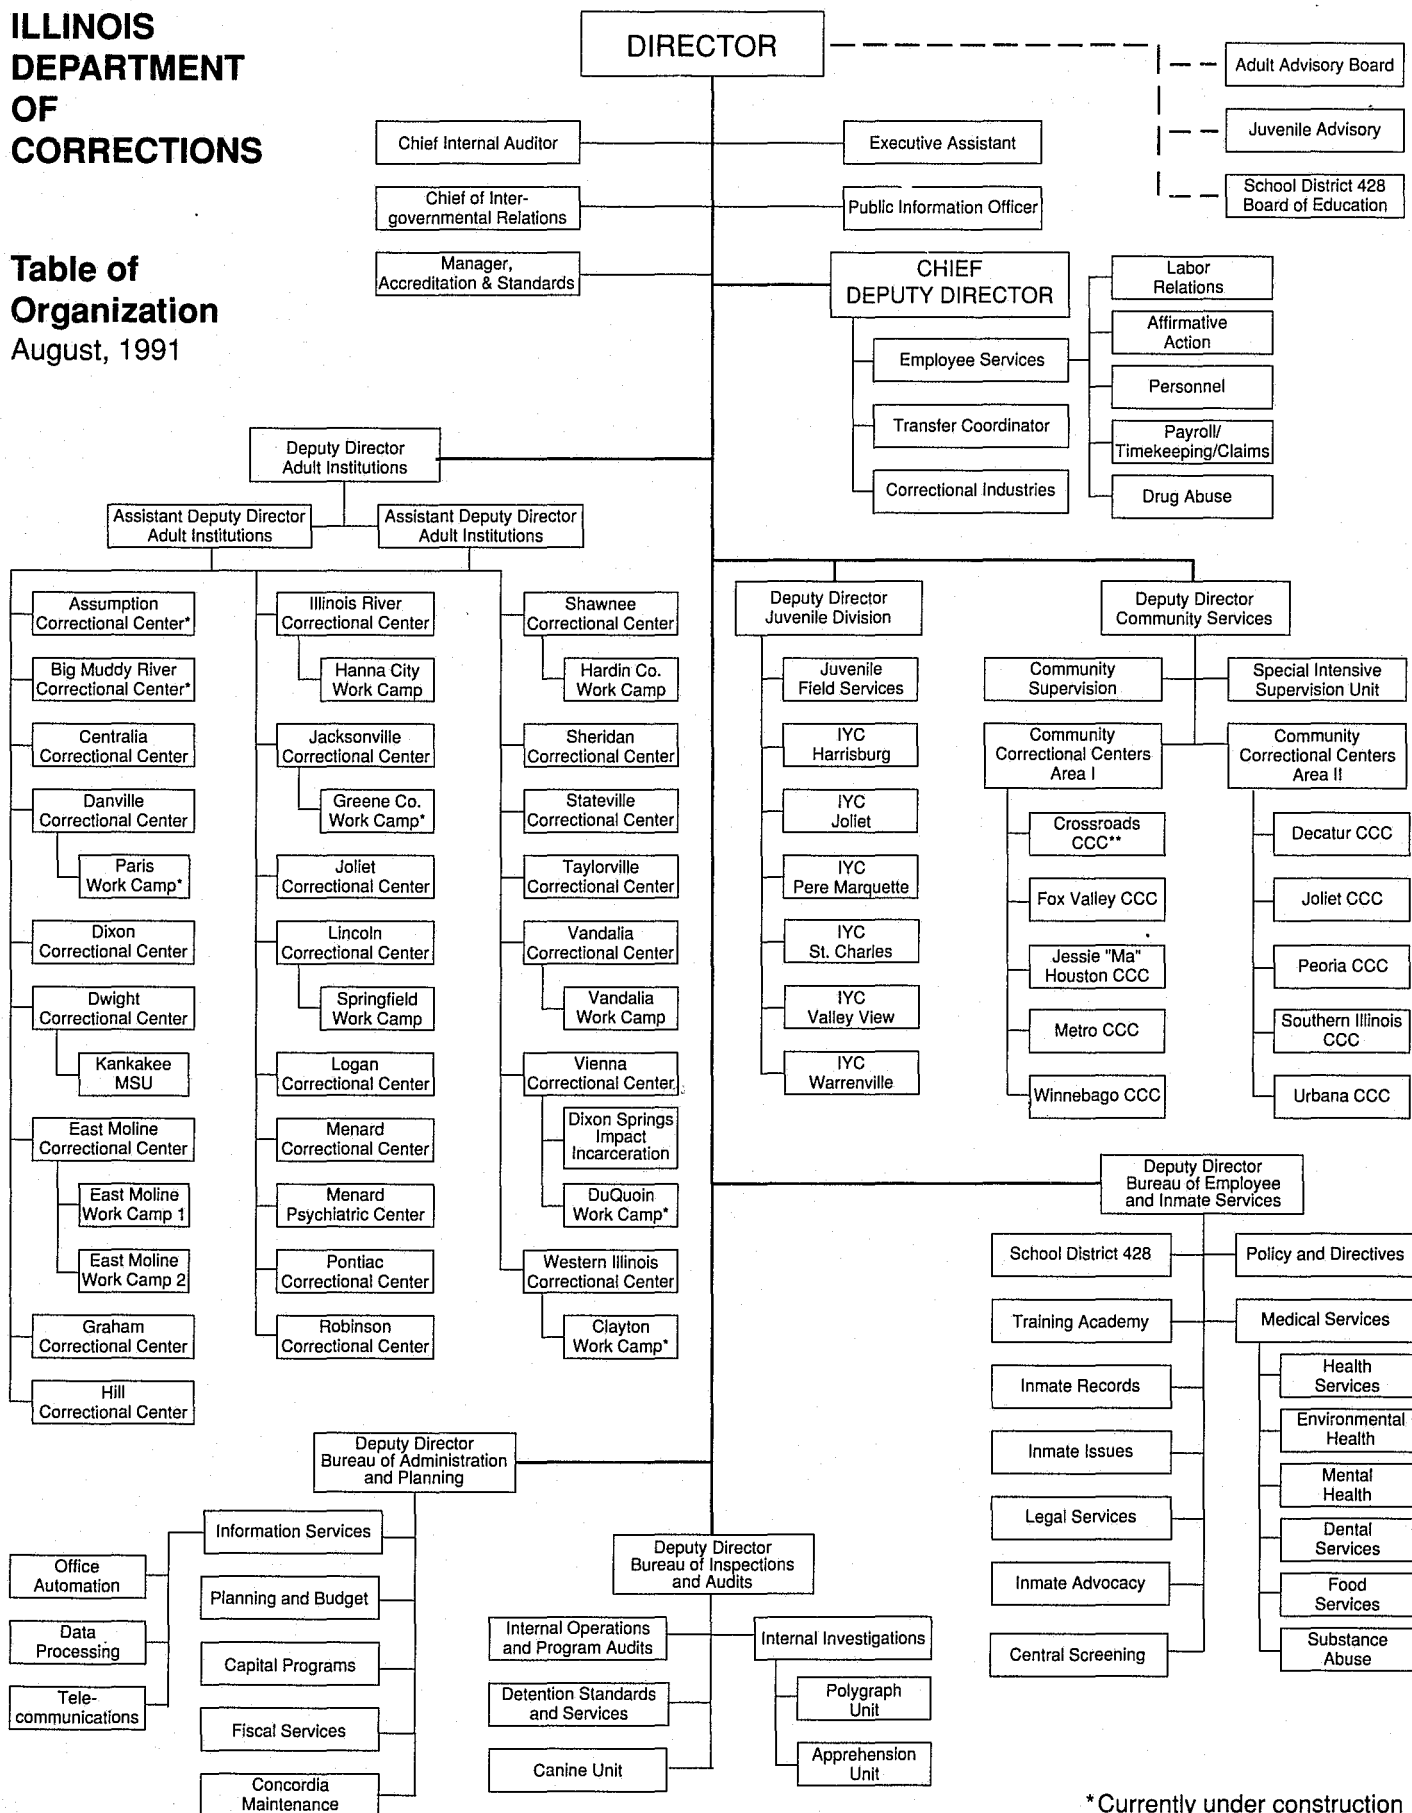 ILLINOIS
DEPARTMENT
OF
CORRECTIONS
Table of
Organization
August, 1991
DIRECTOR
Adult Advisory Board
Juvenile Advisory
School District 428
Board of Education
Chief Internal Auditor
Executive Assistant
Chief of Inter-
governmental Relations
Public Information Officer
Manager,
Accreditation & Standards
CHIEF
DEPUTY DIRECTOR
Employee Services
Transfer Coordinator
Correctional Industries
Labor
Relations
Affirmative
Action
Personnel
Payroll/
Timekeeping/Claims
Drug Abuse
Deputy Director
Adult Institutions
Assistant Deputy Director
Adult Institutions
Assistant Deputy Director
Adult Institutions
Assumption
Correctional Center*
Big Muddy River
Correctional Center*
Centralia
Correctional Center
Danville
Correctional Center
Paris
Work Camp*
Dixon
Correctional Center
Dwight
Correctional Center
Kankakee
MSU
East Moline
Correctional Center
East Moline
Work Camp 1
East Moline
Work Camp 2
Graham
Correctional Center
Hill
Correctional Center
Illinois River
Correctional Center
Hanna City
Work Camp
Jacksonville
Correctional Center
Greene Co.
Work Camp*
Joliet
Correctional Center
Lincoln
Correctional Center
Springfield
Work Camp
Logan
Correctional Center
Menard
Correctional Center
Menard
Psychiatric Center
Pontiac
Correctional Center
Robinson
Correctional Center
Shawnee
Correctional Center
Hardin Co.
Work Camp
Sheridan
Correctional Center
Stateville
Correctional Center
Taylorville
Correctional Center
Vandalia
Correctional Center
Vandalia
Work Camp
Vienna
Correctional Center
Dixon Springs
Impact
Incarceration
DuQuoin
Work Camp*
Western Illinois
Correctional Center
Clayton
Work Camp*
Deputy Director
Juvenile Division
Juvenile
Field Services
IYC
Harrisburg
IYC
Joliet
IYC
Pere Marquette
IYC
St. Charles
IYC
Valley View
IYC
Warrenville
Deputy Director
Community Services
Community
Supervision
Special Intensive
Supervision Unit
Community
Correctional Centers
Area I
Crossroads
CCC**
Fox Valley CCC
Jessie "Ma"
Houston CCC
Metro CCC
Winnebago CCC
Community
Correctional Centers
Area II
Decatur CCC
Joliet CCC
Peoria CCC
Southern Illinois
CCC
Urbana CCC
Deputy Director
Bureau of Employee
and Inmate Services
School District 428
Training Academy
Inmate Records
Inmate Issues
Legal Services
Inmate Advocacy
Central Screening
Policy and Directives
Medical Services
Health
Services
Environmental
Health
Mental
Health
Dental
Services
Food
Services
Substance
Abuse
Deputy Director
Bureau of Administration
and Planning
Information Services
Planning and Budget
Capital Programs
Fiscal Services
Concordia
Maintenance
Office
Automation
Data
Processing
Tele-
communications
Deputy Director
Bureau of Inspections
and Audits
Internal Operations
and Program Audits
Detention Standards
and Services
Canine Unit
Internal Investigations
Polygraph
Unit
Apprehension
Unit
*Currently under construction